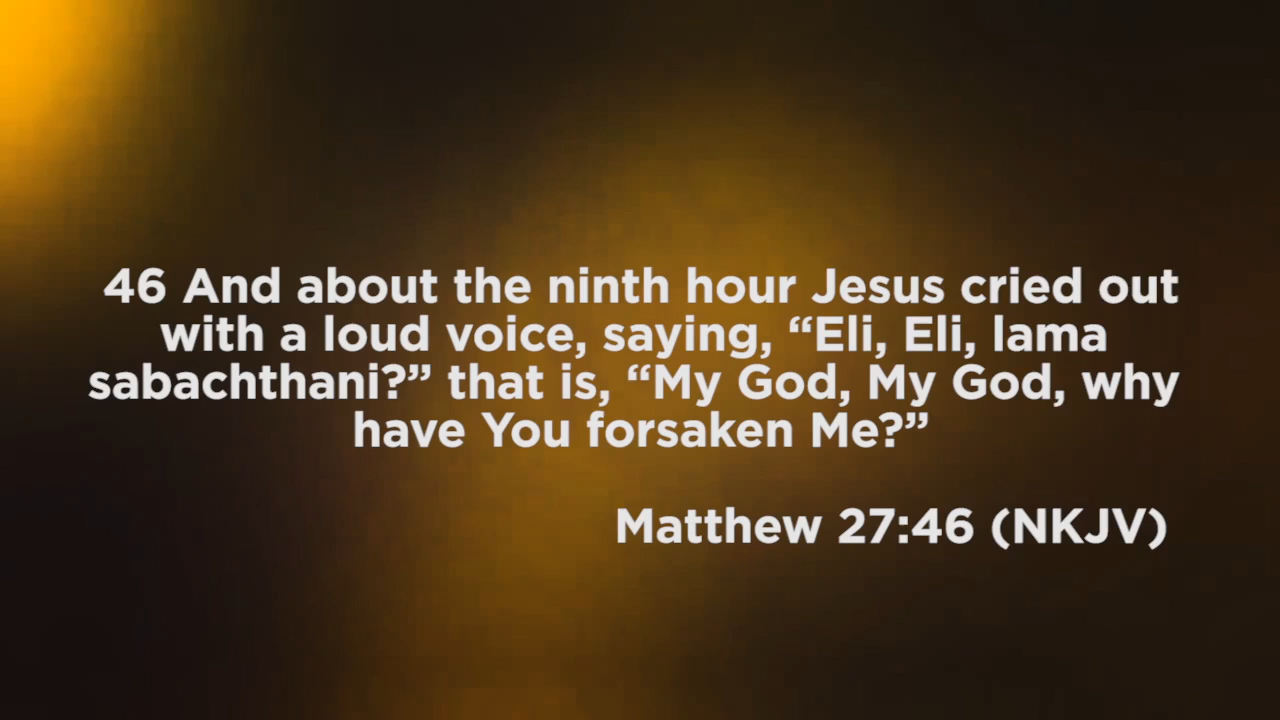 46 And about the ninth hour Jesus cried out
with a loud voice, saying, “Eli, Eli, lama
sabachthani?” that is, “My God, My God, why
have You forsaken Me?”
Matthew 27:46 (NKJV)